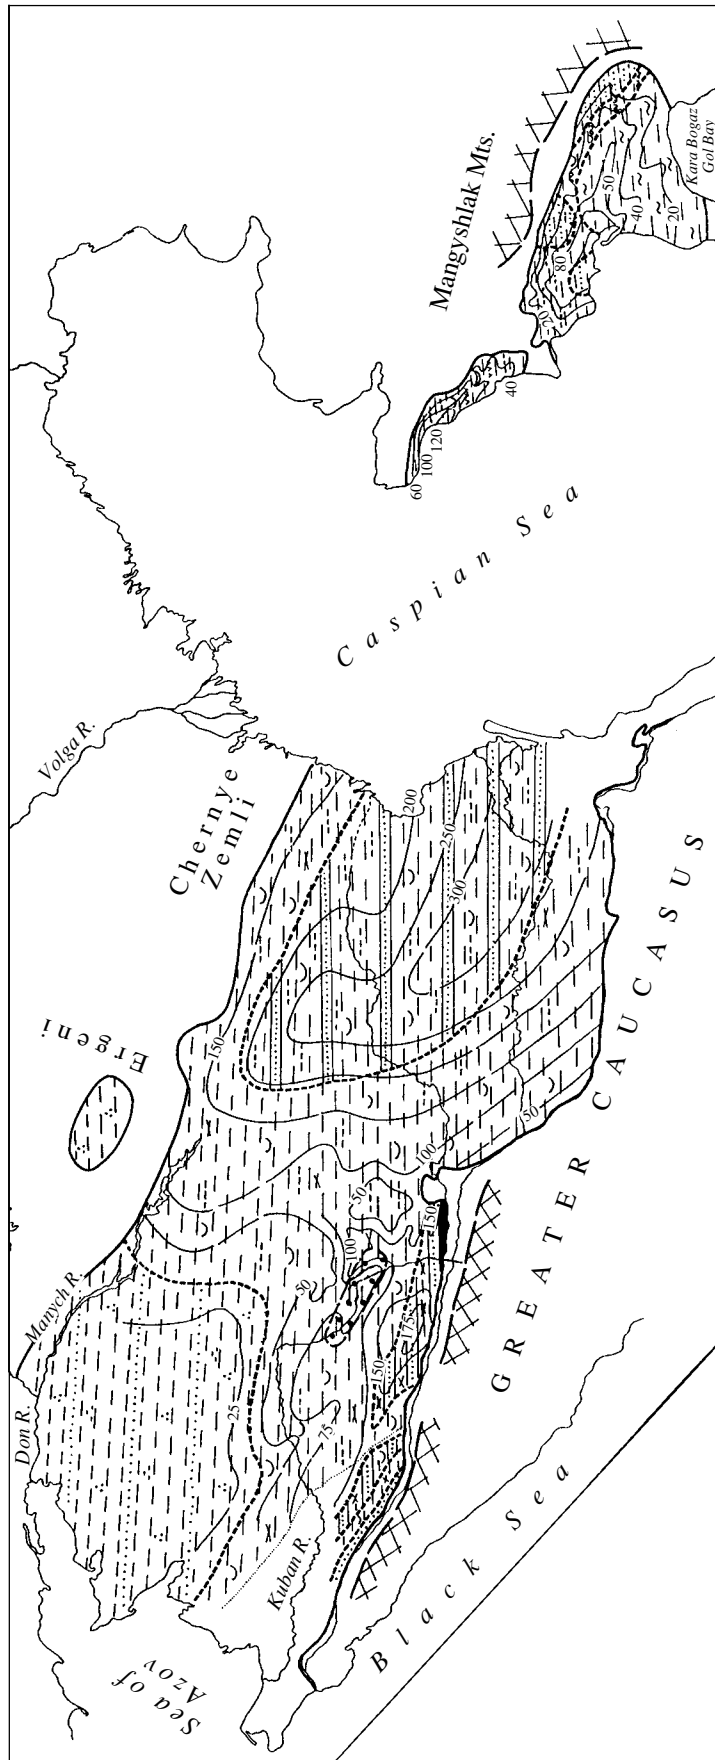 Kara Bogaz
Gol Bay
Mangyshlak Mts.
50
40
20
80
20
40
120
100
60
Caspian Sea
Volga R.
Chernye
Zemli
200
250
300
Ergeni
150
GREATER CAUCASUS
150
100
50
100
150
Manych R.
50
175
150
Don R.
25
75
Kuban R.
Black Sea
Sea of
Azov